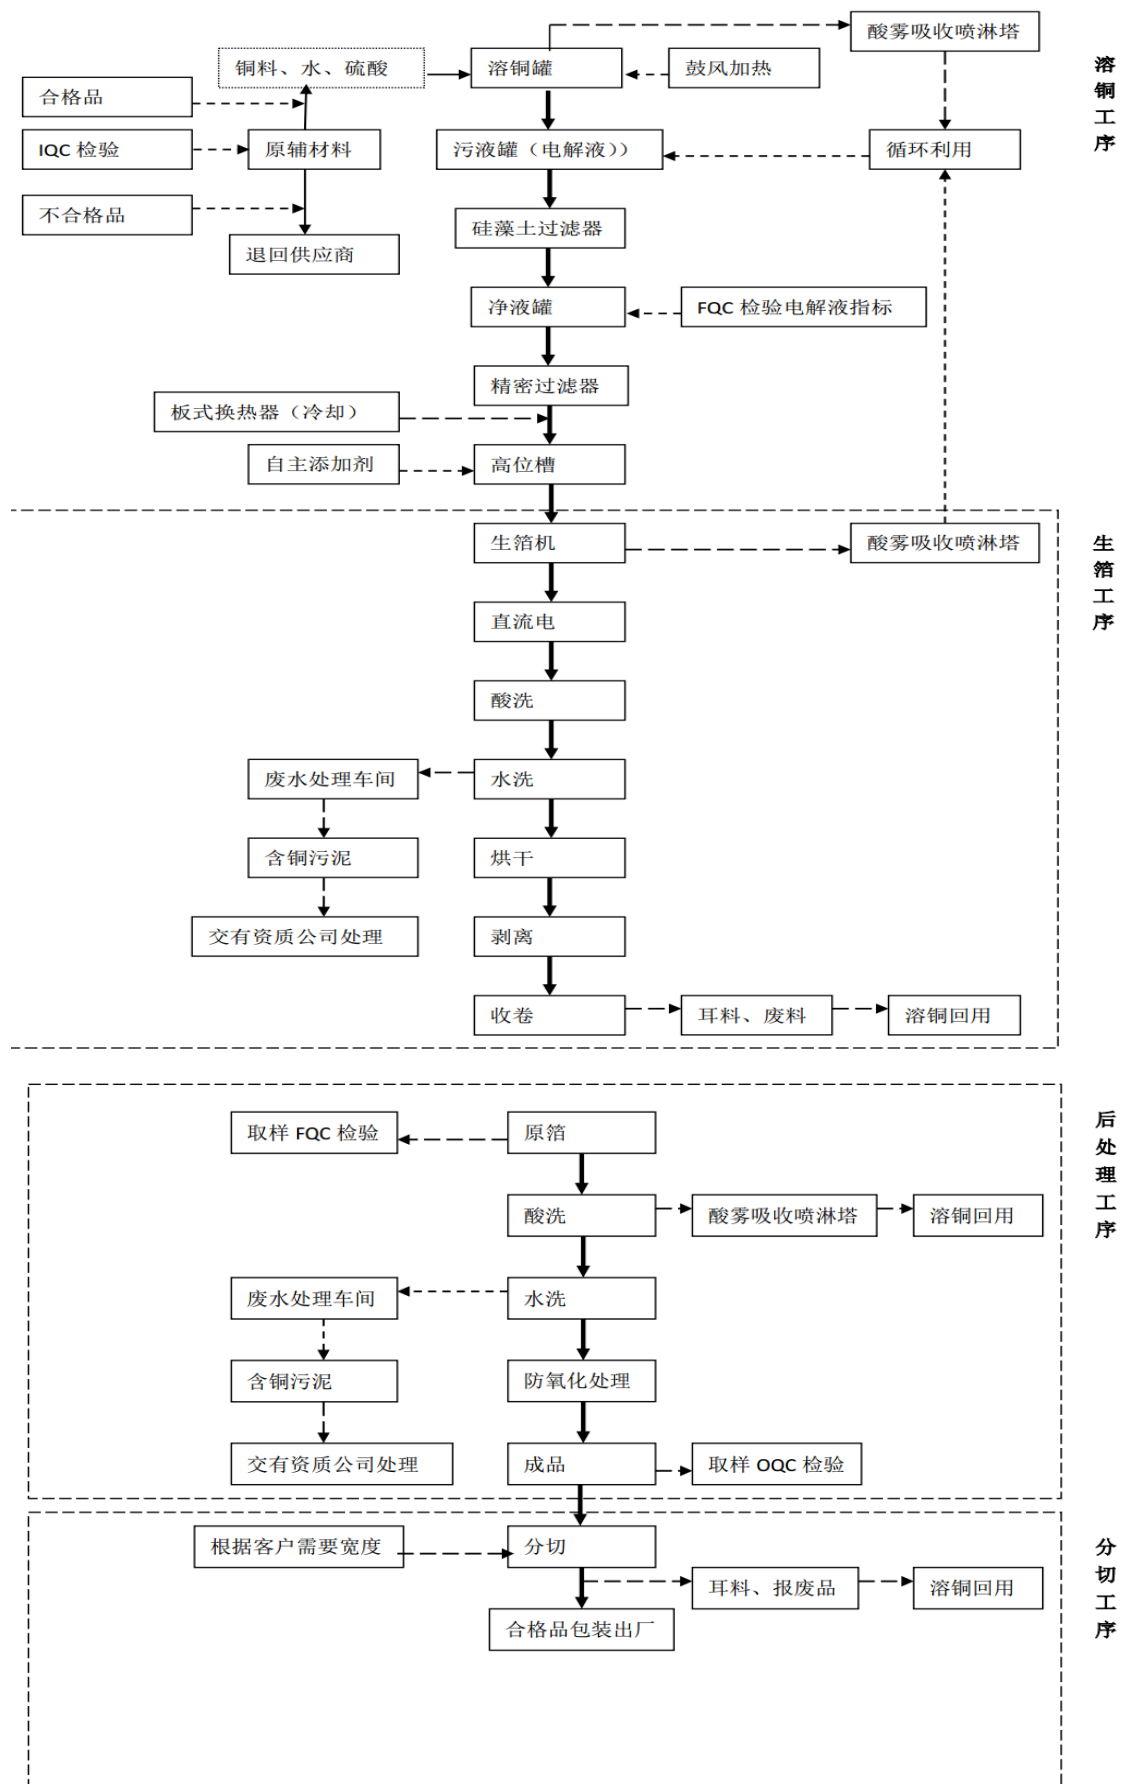 酸雾吸收喷淋塔
铜料、水、硫酸
溶铜罐
鼓风加热
溶铜工序
合格品
IQC 检验
原辅材料
污液罐（电解液））
循环利用
不合格品
硅藻土过滤器
退回供应商
净液罐
FQC 检验电解液指标
精密过滤器
板式换热器（冷却）
自主添加剂
高位槽
生箔机
酸雾吸收喷淋塔
生箔工序
直流电
酸洗
废水处理车间
水洗
含铜污泥
烘干
交有资质公司处理
剥离
收卷
耳料、废料
溶铜回用
取样 FQC 检验
原箔
后处理工序
酸洗
酸雾吸收喷淋塔
溶铜回用
废水处理车间
水洗
含铜污泥
防氧化处理
交有资质公司处理
成品
取样 OQC 检验
根据客户需要宽度
分切
分切工序
耳料、报废品
溶铜回用
合格品包装出厂